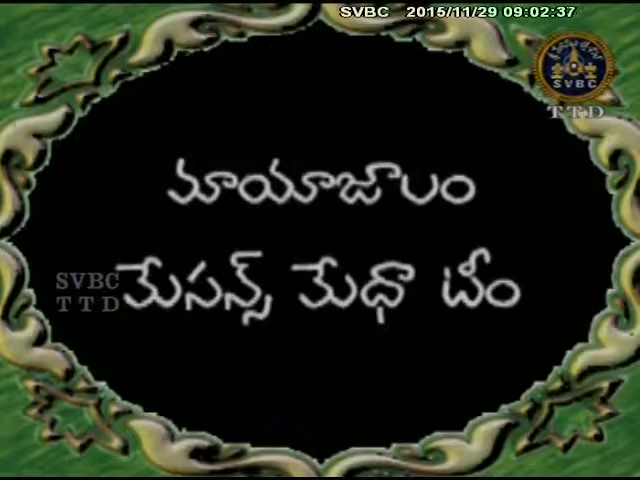 SVBC 2015/11/29 09:02:37
SVBC
TTD
మాయాజాలం
SVBC
TTD
మేసన్స్ మేధా టీం